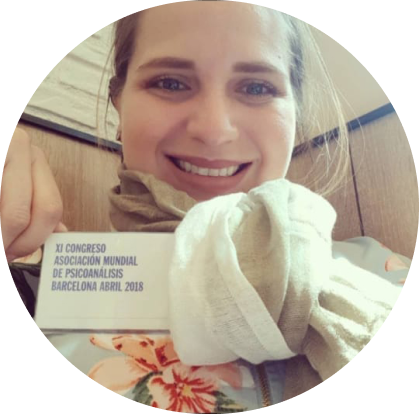 XI CONGRESO
ASOCIACIÓN MUNDIAL
DE PSICOANÁLISIS
BARCELONA ABRIL 2018